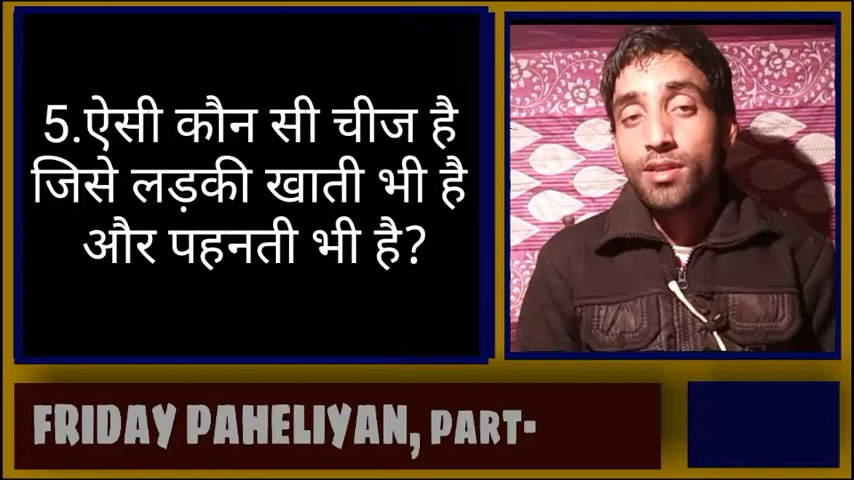 5.ऐसी कौन सी चीज है
जिसे लड़की खाती भी है
और पहनती भी है?
FRIDAY PAHELIYAN, PART-